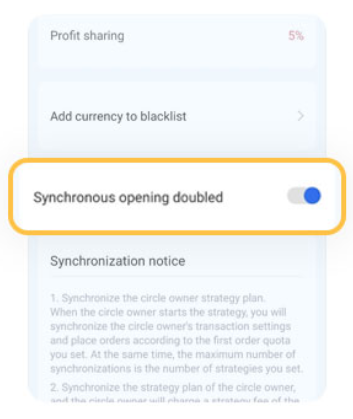 Profit sharing 5%
Add currency to blacklist
Synchronous opening doubled
Synchronization notice
1. Synchronize the circle owner strategy plan.
When the circle owner starts the strategy, you will
synchronize the circle owner's transaction settings
and place orders according to the first order quota
you set. At the same time, the maximum number of
synchronizations is the number of strategies you set.
2. Synchronize the strategy plan of the circle owner,
and the circle owner will charge a strategy fee of the